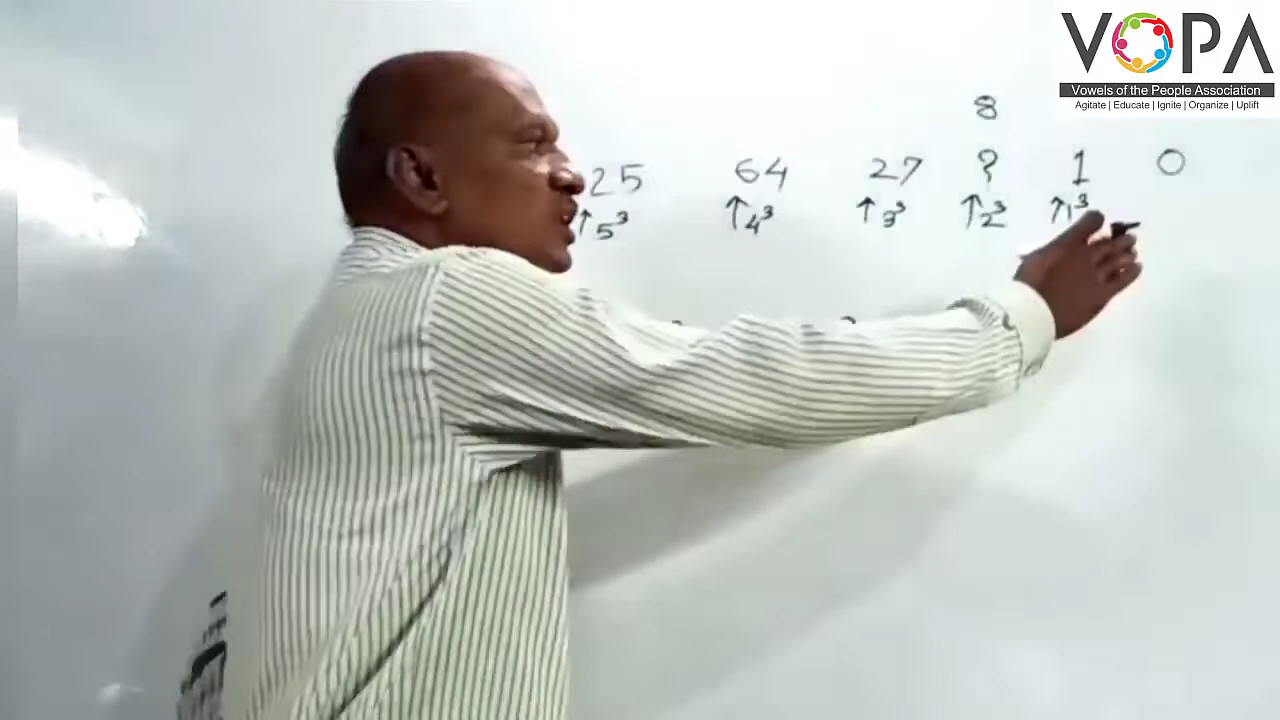 VOPA
Vowels of the People Association
Agitate | Educate | Ignite | Organize | Uplift
8
25 64 27 ? 1 0
↑5³ ↑4³ ↑3³ ↑2³ ↑1³